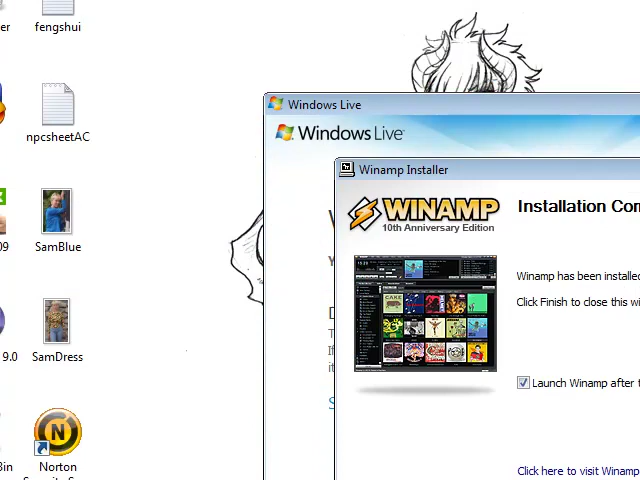 er
fengshui
npcsheetAC
09
SamBlue
9.0
SamDress
Bin
Norton
Windows Live
Windows Live
Winamp Installer
WINAMP
10th Anniversary Edition
Installation Com
Winamp has been installed
Click Finish to close this wi
Launch Winamp after t
Click here to visit Winamp